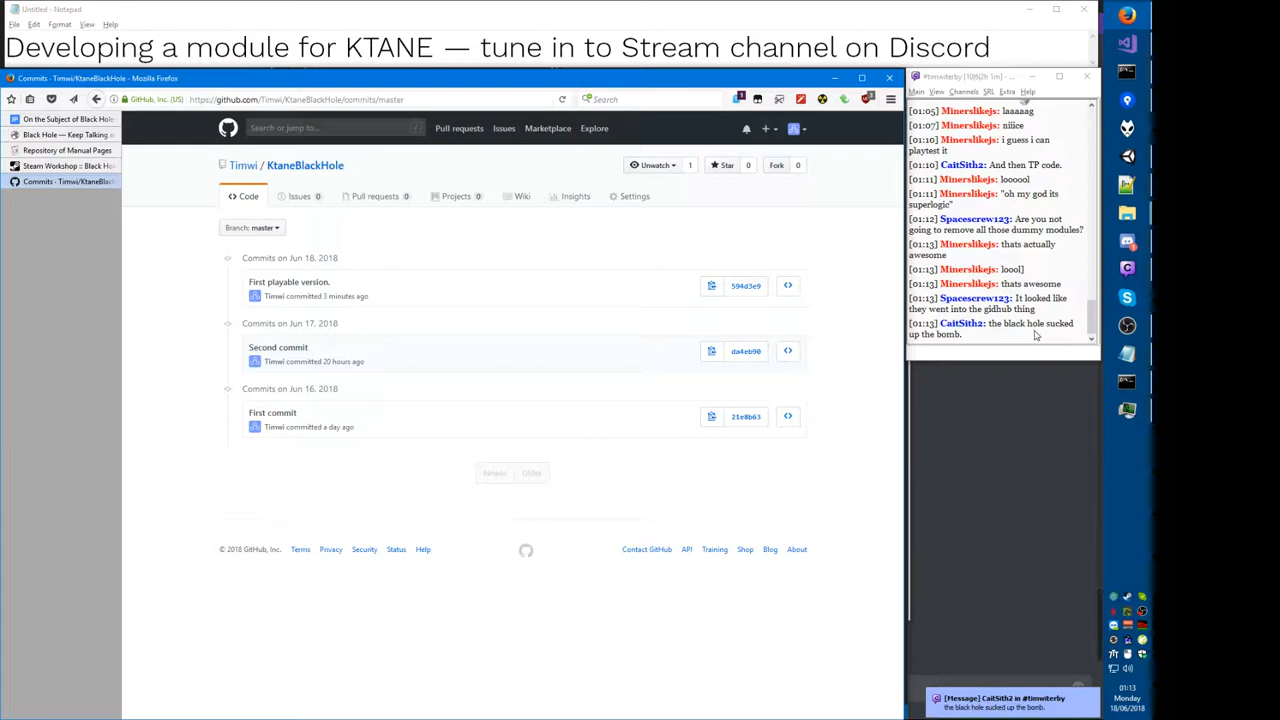 Untitled - Notepad
File Edit Format View Help
Developing a module for KTANE — tune in to Stream channel on Discord
Commits · Timwi/KtaneBlackHole - Mozilla Firefox
GitHub, Inc. (US) https://github.com/Timwi/KtaneBlackHole/commits/master
Search
1
3
On the Subject of Black Hol
Black Hole — Keep Talking a
Repository of Manual Pages
Steam Workshop :: Black Ho
Commits · Timwi/KtaneBlack
Search or jump to...
/
Pull requests Issues Marketplace Explore
Timwi / KtaneBlackHole
Unwatch 1
Star 0
Fork 0
Code
Issues 0
Pull requests 0
Projects 0
Wiki
Insights
Settings
Branch: master
Commits on Jun 18, 2018
First playable version.
Timwi committed 3 minutes ago
594d3e9
Commits on Jun 17, 2018
Second commit
Timwi committed 20 hours ago
da4eb90
Commits on Jun 16, 2018
First commit
Timwi committed a day ago
21e8b63
Newer Older
© 2018 GitHub, Inc. Terms Privacy Security Status Help
Contact GitHub API Training Shop Blog About
#timwiterby [10|6|2h 1m] - ...
Main View Channels SRL Extra Help
[01:05] Minerslikejs: laaaaag
[01:07] Minerslikejs: niiice
[01:10] Minerslikejs: i guess i can
playtest it
[01:10] CaitSith2: And then TP code.
[01:11] Minerslikejs: loooool
[01:11] Minerslikejs: "oh my god its
superlogic"
[01:12] Spacescrew123: Are you not
going to remove all those dummy modules?
[01:13] Minerslikejs: thats actually
awesome
[01:13] Minerslikejs: loool]
[01:13] Minerslikejs: thats awesome
[01:13] Spacescrew123: It looked like
they went into the gidhub thing
[01:13] CaitSith2: the black hole sucked
up the bomb.
[Message] CaitSith2 in #timwiterby
the black hole sucked up the bomb.
01:13
Monday
18/06/2018